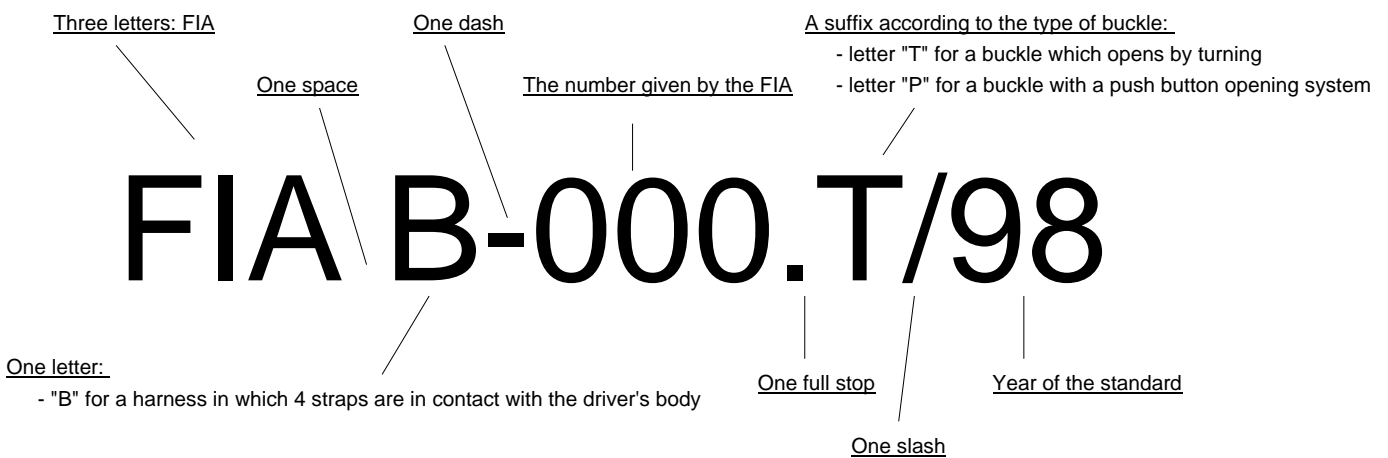 Three letters: FIA
One dash
A suffix according to the type of buckle:
- letter "T" for a buckle which opens by turning
- letter "P" for a buckle with a push button opening system
One space
The number given by the FIA
FIA B-000.T/98
One letter:
- "B" for a harness in which 4 straps are in contact with the driver's body
One full stop
Year of the standard
One slash